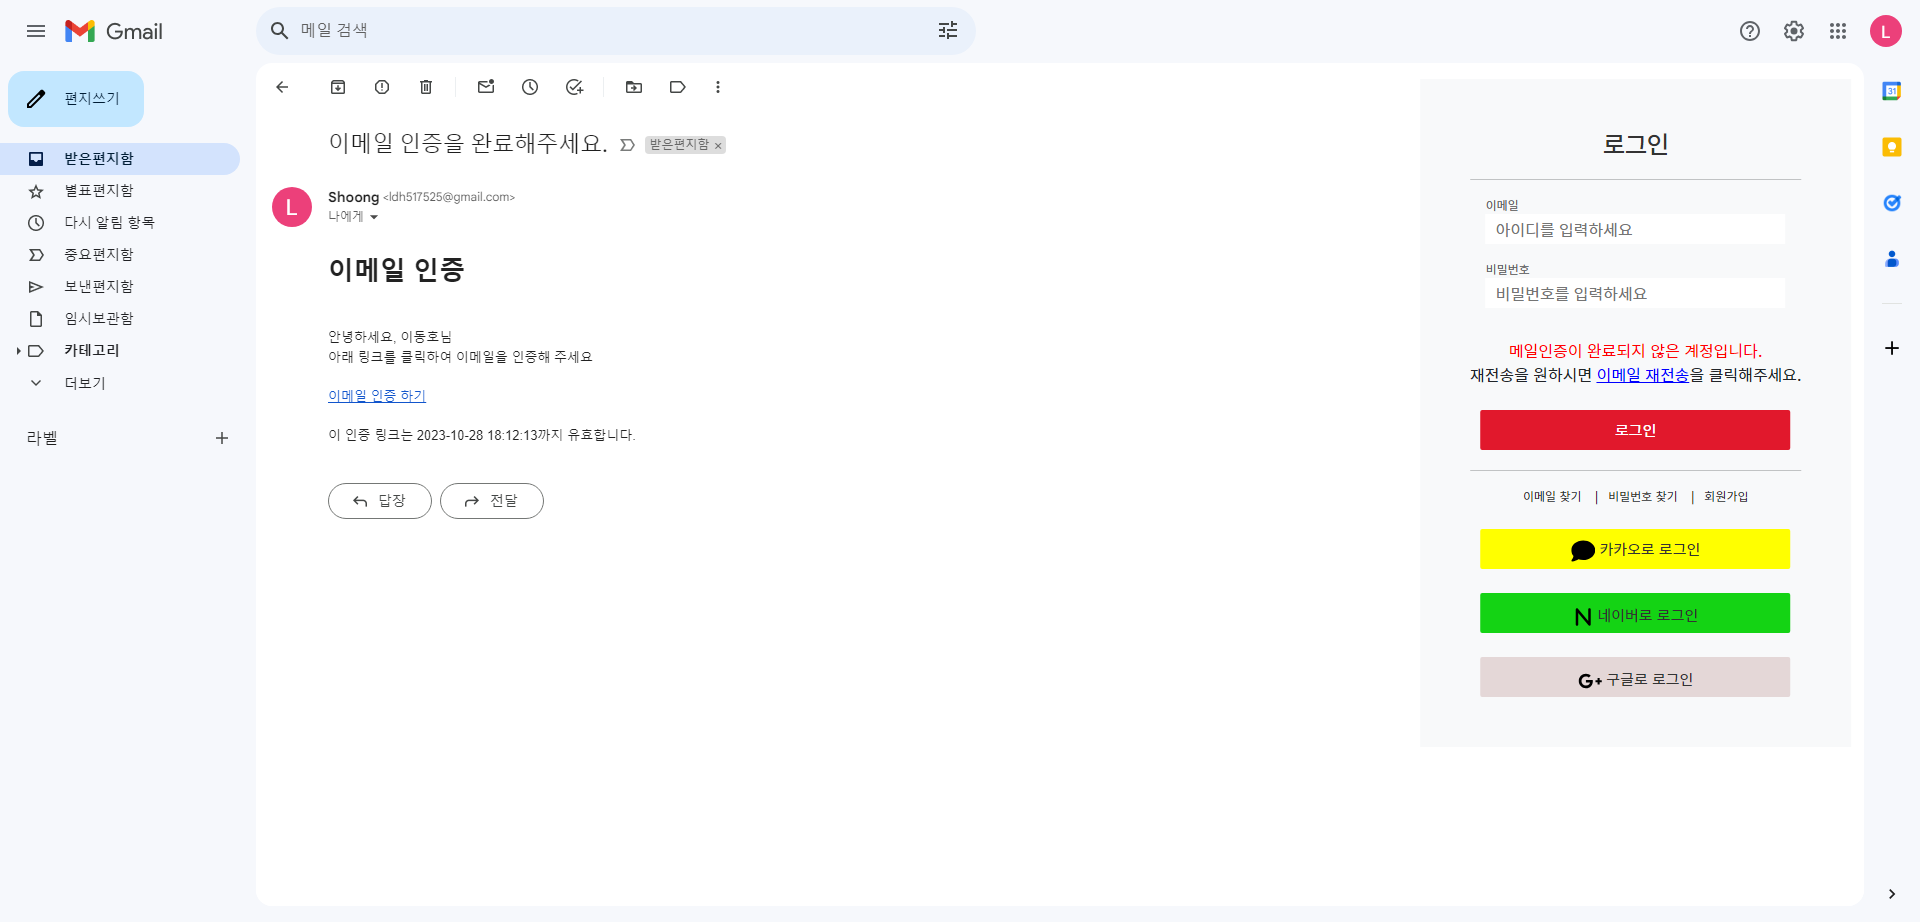 Gmail
메일 검색
L
편지쓰기
받은편지함
별표편지함
다시 알림 항목
중요편지함
보낸편지함
임시보관함
카테고리
더보기
라벨
이메일 인증을 완료해주세요.
받은편지함 ×
L
Shoong <ldh517525@gmail.com>
나에게
이메일 인증
안녕하세요, 이동호님
아래 링크를 클릭하여 이메일을 인증해 주세요
이메일 인증 하기
이 인증 링크는 2023-10-28 18:12:13까지 유효합니다.
답장
전달
로그인
이메일
아이디를 입력하세요
비밀번호
비밀번호를 입력하세요
메일인증이 완료되지 않은 계정입니다.
재전송을 원하시면 이메일 재전송을 클릭해주세요.
로그인
이메일 찾기 | 비밀번호 찾기 | 회원가입
카카오로 로그인
N 네이버로 로그인
G+ 구글로 로그인
31